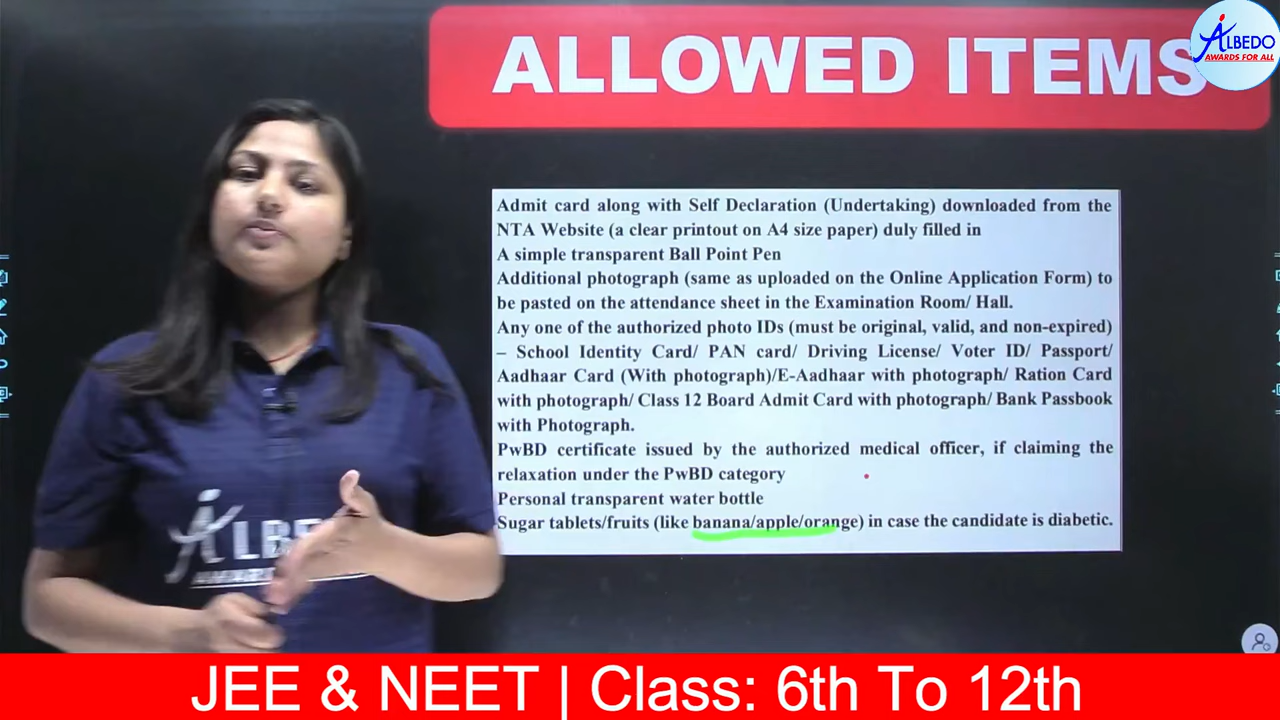 ALLOWED ITEMS
ALBEDO
AWARDS FOR ALL
Admit card along with Self Declaration (Undertaking) downloaded from the
NTA Website (a clear printout on A4 size paper) duly filled in
A simple transparent Ball Point Pen
Additional photograph (same as uploaded on the Online Application Form) to
be pasted on the attendance sheet in the Examination Room/ Hall.
Any one of the authorized photo IDs (must be original, valid, and non-expired)
– School Identity Card/ PAN card/ Driving License/ Voter ID/ Passport/
Aadhaar Card (With photograph)/E-Aadhaar with photograph/ Ration Card
with photograph/ Class 12 Board Admit Card with photograph/ Bank Passbook
with Photograph.
PwBD certificate issued by the authorized medical officer, if claiming the
relaxation under the PwBD category
Personal transparent water bottle
Sugar tablets/fruits (like banana/apple/orange) in case the candidate is diabetic.
JEE & NEET | Class: 6th To 12th